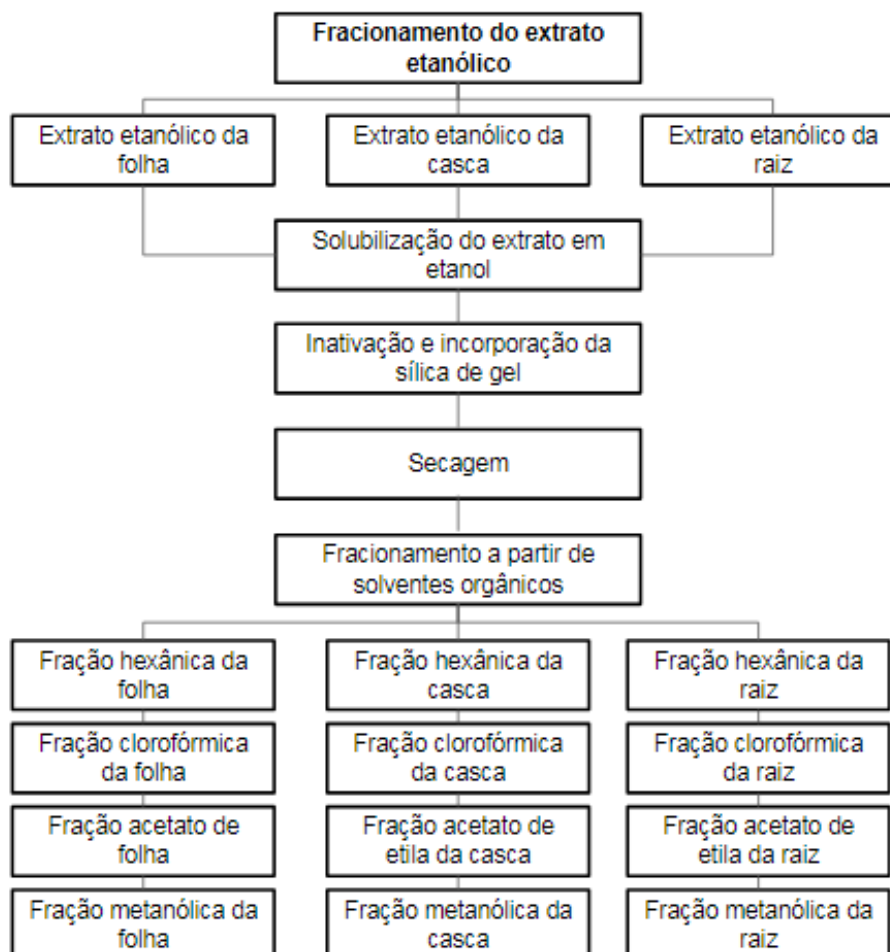 Fracionamento do extrato
etanólico
Extrato etanólico da
folha
Extrato etanólico da
casca
Extrato etanólico da
raiz
Solubilização do extrato em
etanol
Inativação e incorporação da
sílica de gel
Secagem
Fracionamento a partir de
solventes orgânicos
Fração hexânica da
folha
Fração hexânica da
casca
Fração hexânica da
raiz
Fração clorofórmica
da folha
Fração clorofórmica
da casca
Fração clorofórmica
da raiz
Fração acetato de
folha
Fração acetato de
etila da casca
Fração acetato de
etila da raiz
Fração metanólica da
folha
Fração metanólica da
casca
Fração metanólica da
raiz